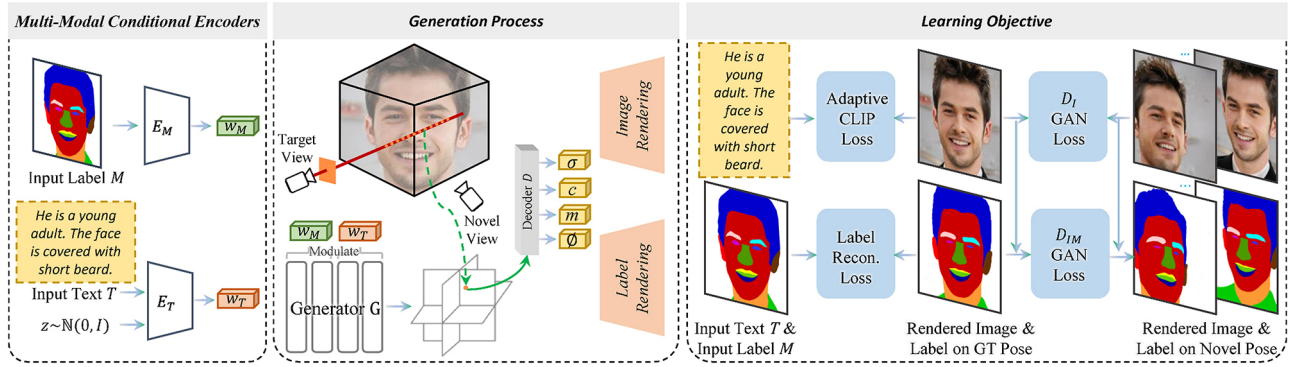 Multi-Modal Conditional Encoders
Input Label M
E_M
w_M
He is a young
adult. The face
is covered with
short beard.
Input Text T
z~ℕ(0, I)
E_T
w_T
Generation Process
Target
View
Novel
View
w_M
w_T
Modulate
Generator G
Decoder D
σ
c
m
∅
Image
Rendering
Label
Rendering
Learning Objective
He is a
young
adult. The
face is
covered
with short
beard.
Adaptive
CLIP
Loss
D_I
GAN
Loss
...
Label
Recon.
Loss
D_IM
GAN
Loss
...
Input Text T &
Input Label M
Rendered Image &
Label on GT Pose
Rendered Image &
Label on Novel Pose